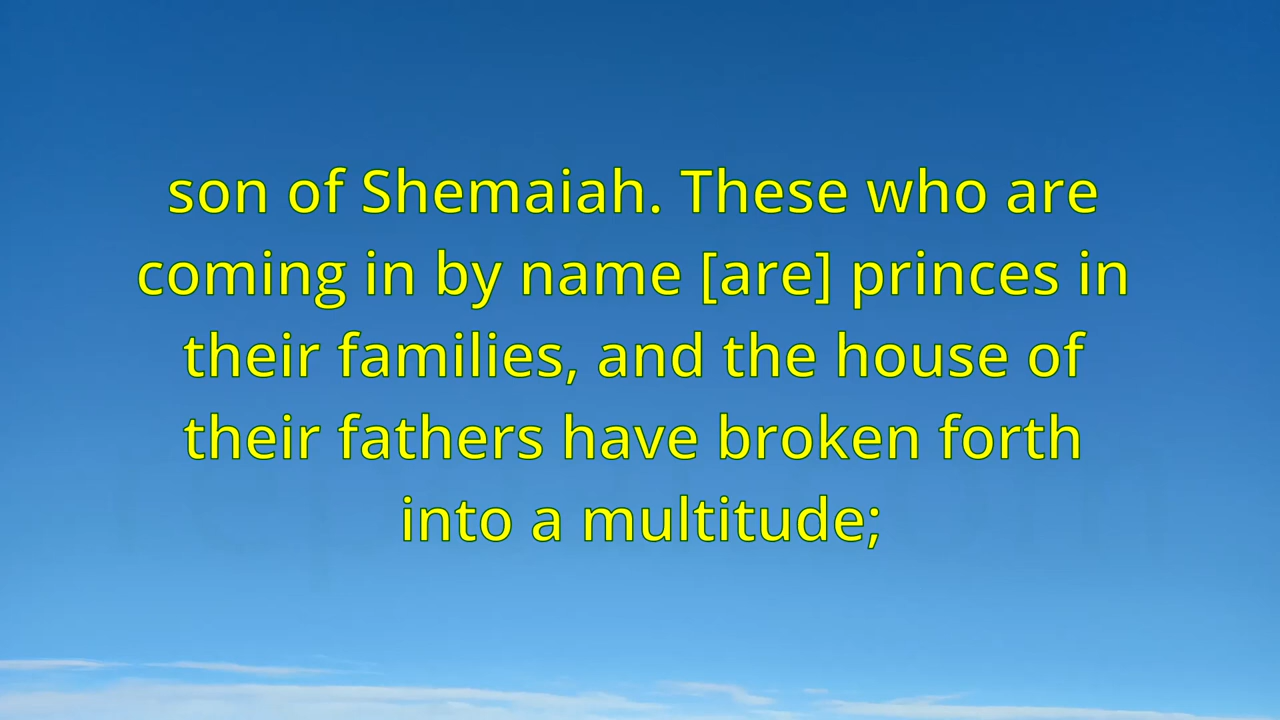 son of Shemaiah. These who are
coming in by name [are] princes in
their families, and the house of
their fathers have broken forth
into a multitude;